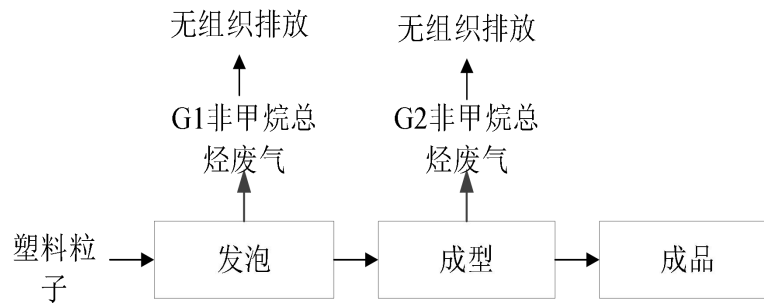 无组织排放
无组织排放
G1非甲烷总
烃废气
G2非甲烷总
烃废气
塑料粒
子
发泡
成型
成品